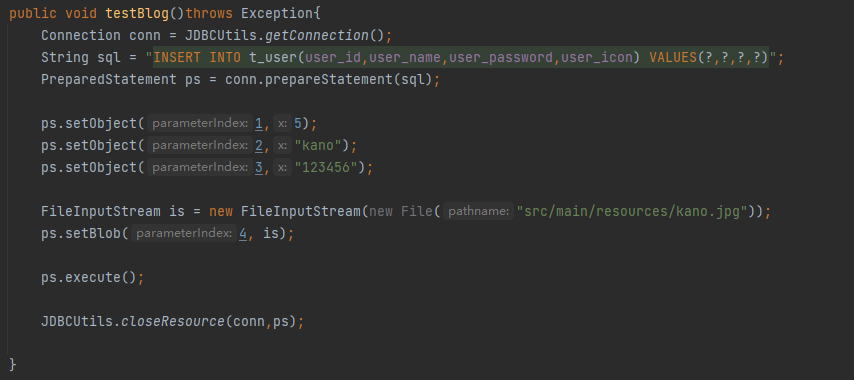 public void testBlog()throws Exception{
Connection conn = JDBCUtils.getConnection();
String sql = "INSERT INTO t_user(user_id,user_name,user_password,user_icon) VALUES(?,?,?,?)";
PreparedStatement ps = conn.prepareStatement(sql);
ps.setObject( parameterIndex: 1, x: 5);
ps.setObject( parameterIndex: 2, x: "kano");
ps.setObject( parameterIndex: 3, x: "123456");
FileInputStream is = new FileInputStream(new File( pathname: "src/main/resources/kano.jpg"));
ps.setBlob( parameterIndex: 4, is);
ps.execute();
JDBCUtils.closeResource(conn,ps);
}